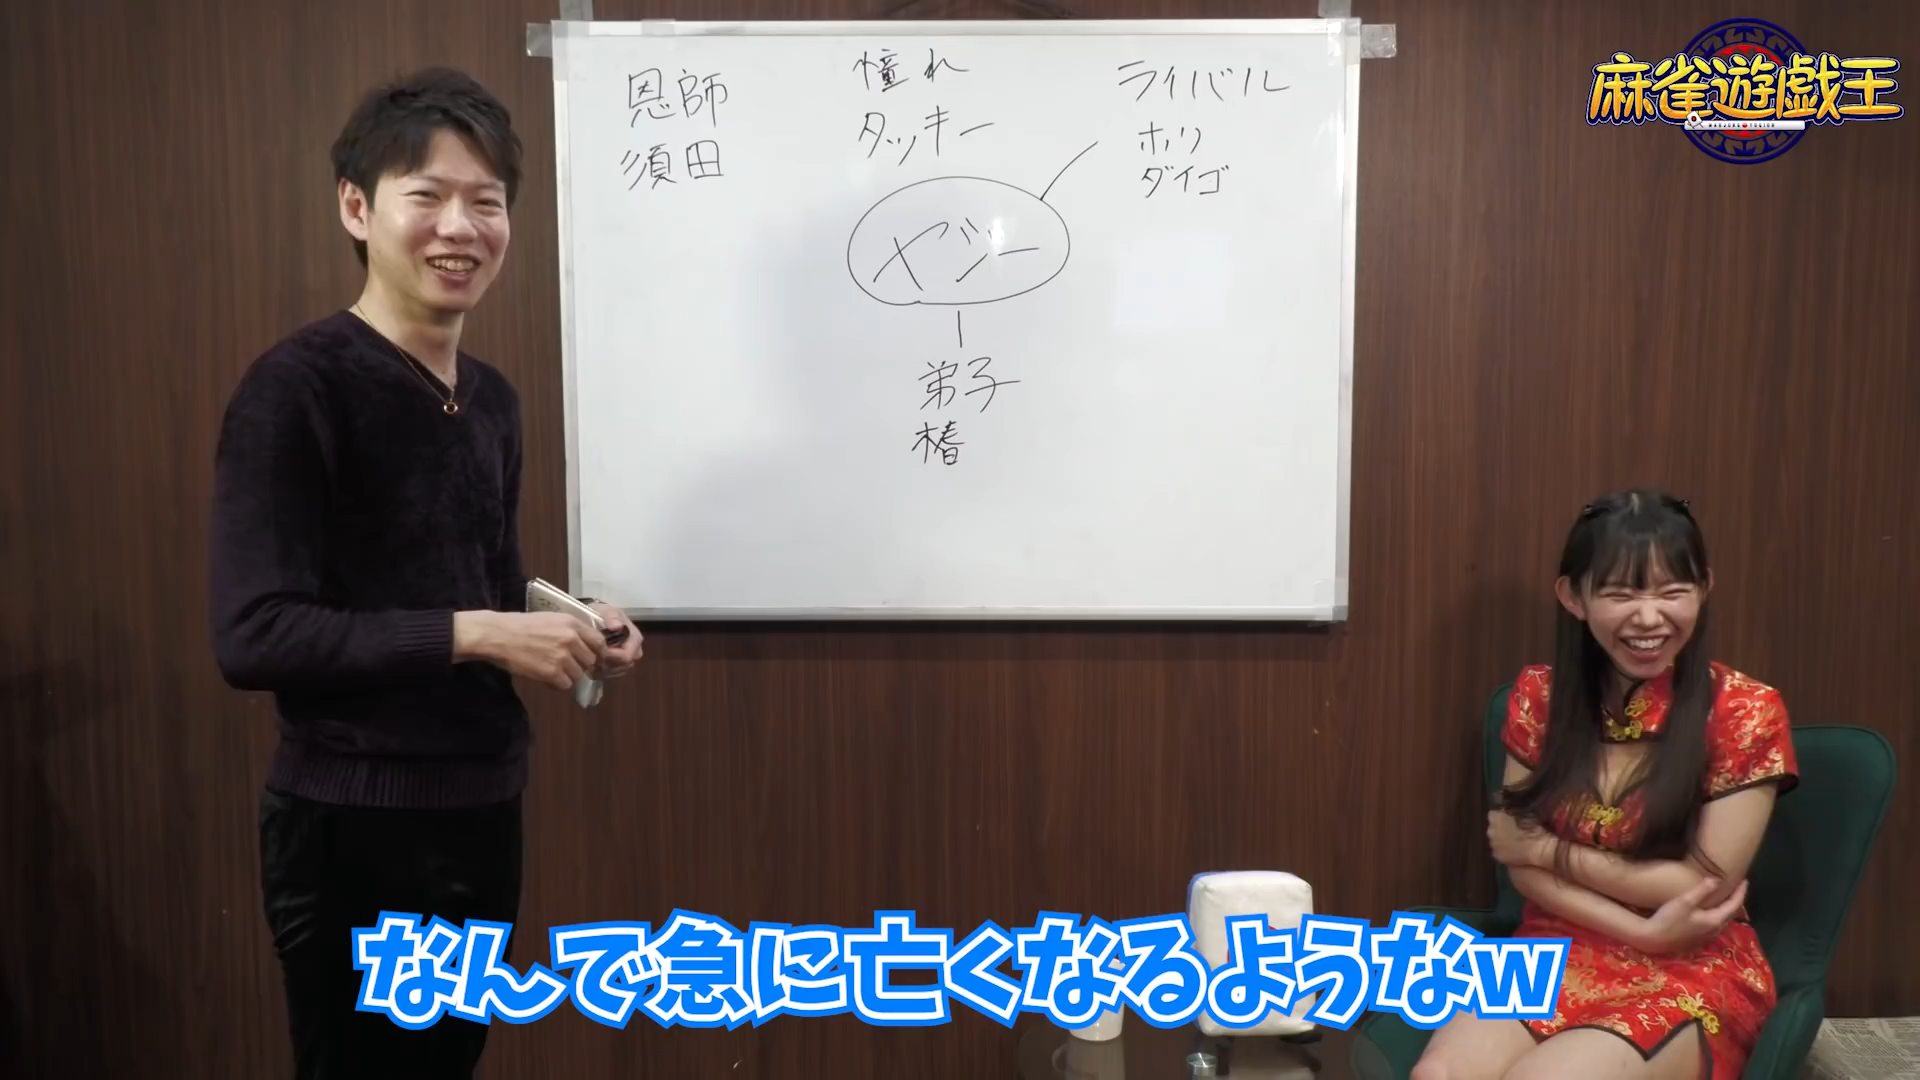 恩師
須田
憧れ
タッキー
ライバル
ホリ
ダイゴ
ヤジー
弟子
椿
麻雀遊戯王
なんで急に亡くなるようなw